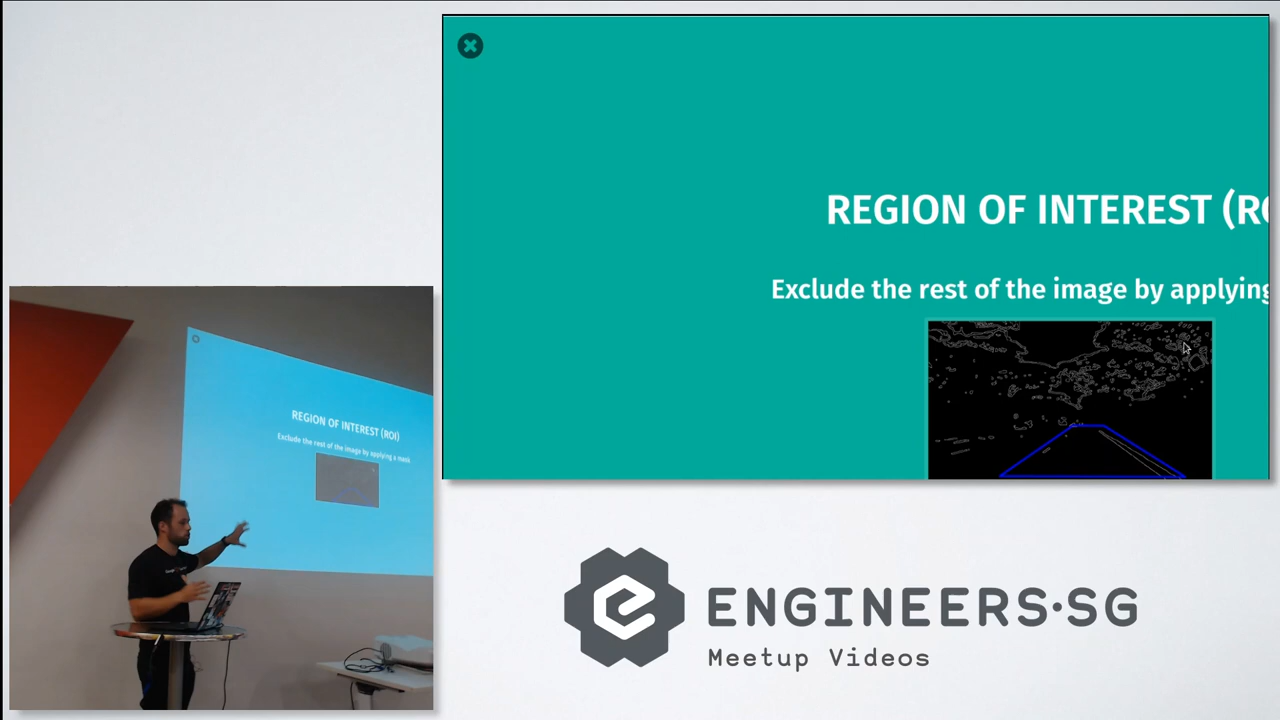 REGION OF INTEREST (RO
Exclude the rest of the image by applying
REGION OF INTEREST (ROI)
Exclude the rest of the image by applying a mask
ENGINEERS·SG
Meetup Videos